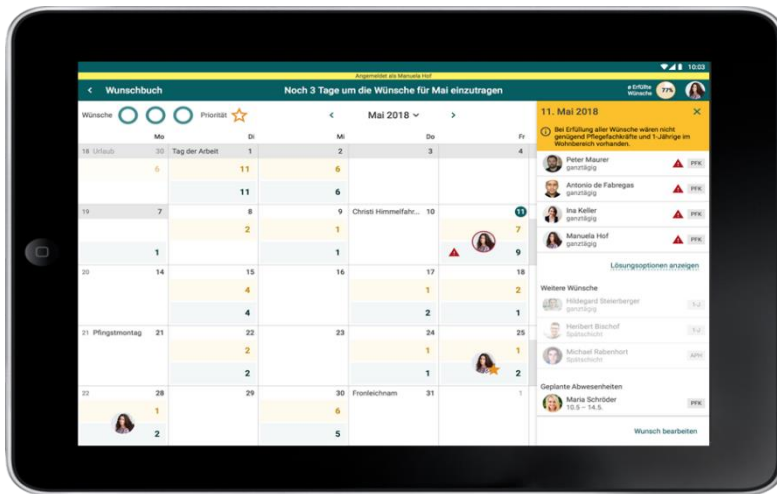 10:03
Angemeldet als Manuela Hof
< Wunschbuch
Noch 3 Tage um die Wünsche für Mai einzutragen
ø Erfüllte
Wünsche
77%
Wünsche
Priorität
< Mai 2018 >
Mo Di Mi Do Fr
18 Urlaub 30 Tag der Arbeit 1 2 3 4
6 11 6
11 6
19 7 8 9 Christi Himmelfahr... 10 11
2 1 7
1 1 9
20 14 15 16 17 18
4 1 2
4 2 1
21 Pfingstmontag 21 22 23 24 25
2 1 1
2 1 2
22 28 29 30 Fronleichnam 31 1
1 6
2 5
11. Mai 2018 ×
Bei Erfüllung aller Wünsche wären nicht
genügend Pflegefachkräfte und 1-Jährige im
Wohnbereich vorhanden.
Peter Maurer
ganztägig
PFK
Antonio de Fabregas
ganztägig
PFK
Ina Keller
ganztägig
PFK
Manuela Hof
ganztägig
PFK
Lösungsoptionen anzeigen
Weitere Wünsche
Hildegard Steierberger
ganztägig
1-J
Heribert Bischof
Spätschicht
1-J
Michael Rabenhort
Spätschicht
APH
Geplante Abwesenheiten
Maria Schröder
10.5 – 14.5.
PFK
Wunsch bearbeiten